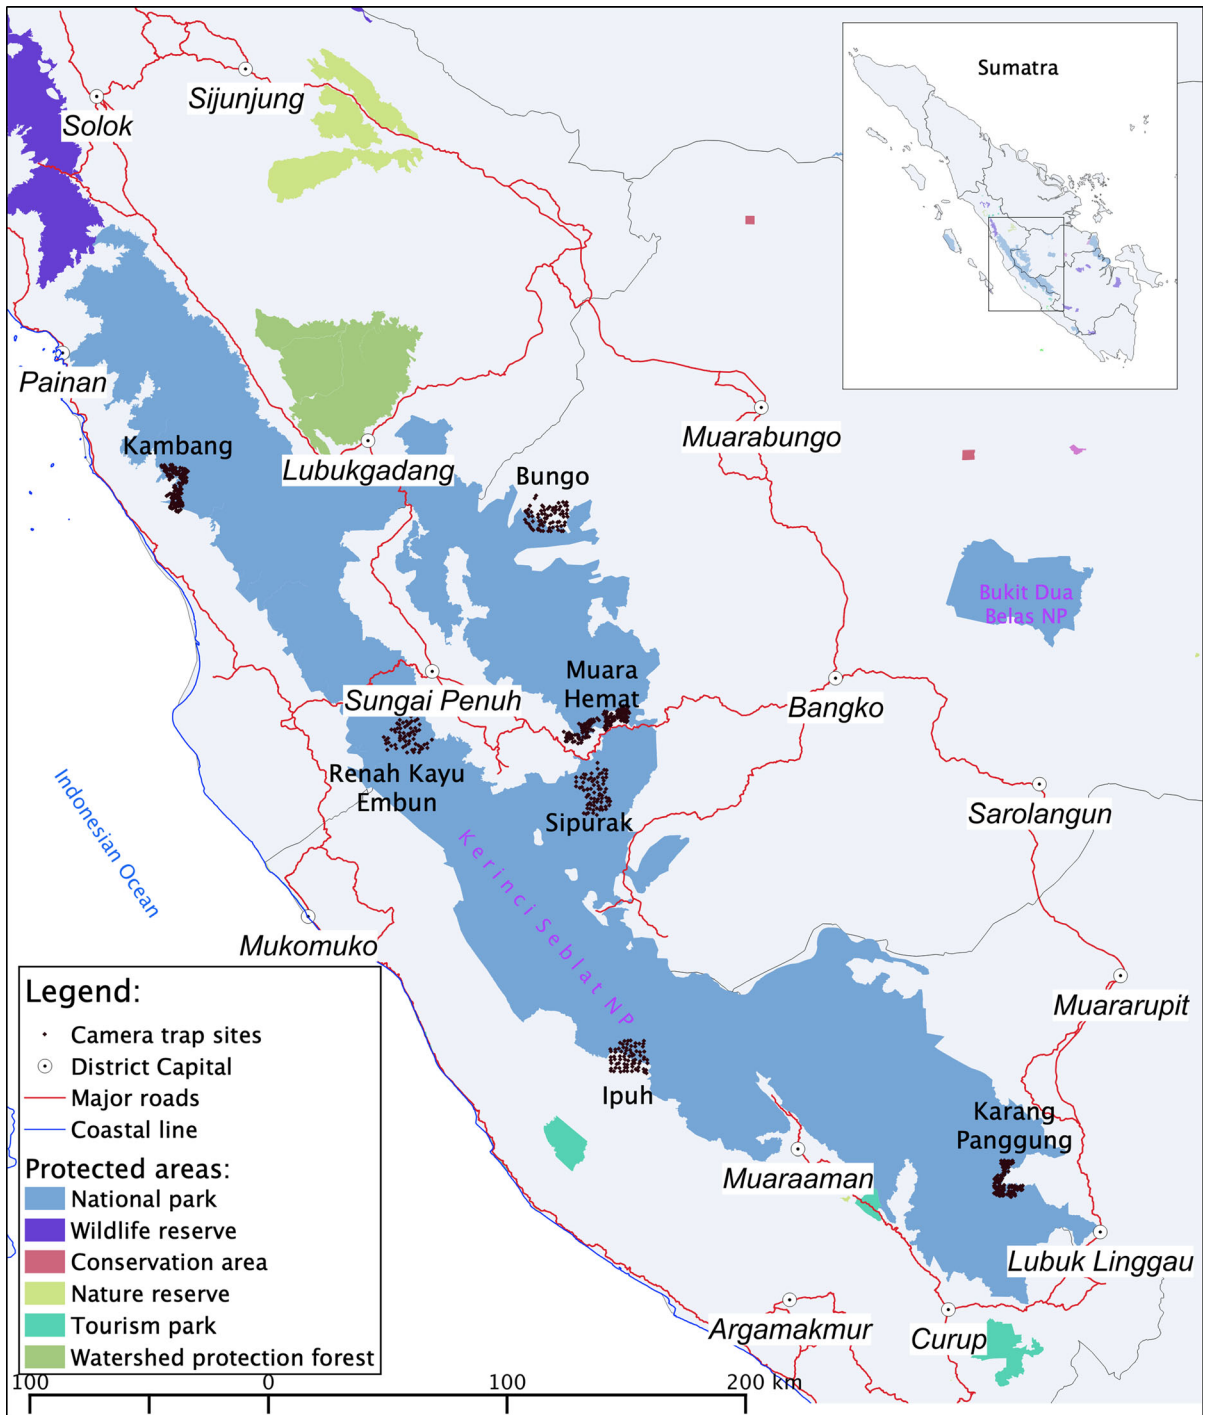 Sumatra
Sijunjung
Solok
Painan
Kambang
Lubukgadang
Bungo
Muarabungo
Bukit Dua
Belas NP
Muara
Hemat
Sungai Penuh
Bangko
Renah Kayu
Embun
Sipurak
Sarolangun
Indonesian Ocean
Kerinci Seblat NP
Mukomuko
Muararupit
Ipuh
Karang
Panggung
Muaraaman
Lubuk Linggau
Argamakmur
Curup
Legend:
Camera trap sites
District Capital
Major roads
Coastal line
Protected areas:
National park
Wildlife reserve
Conservation area
Nature reserve
Tourism park
Watershed protection forest
100 0 100 200 km